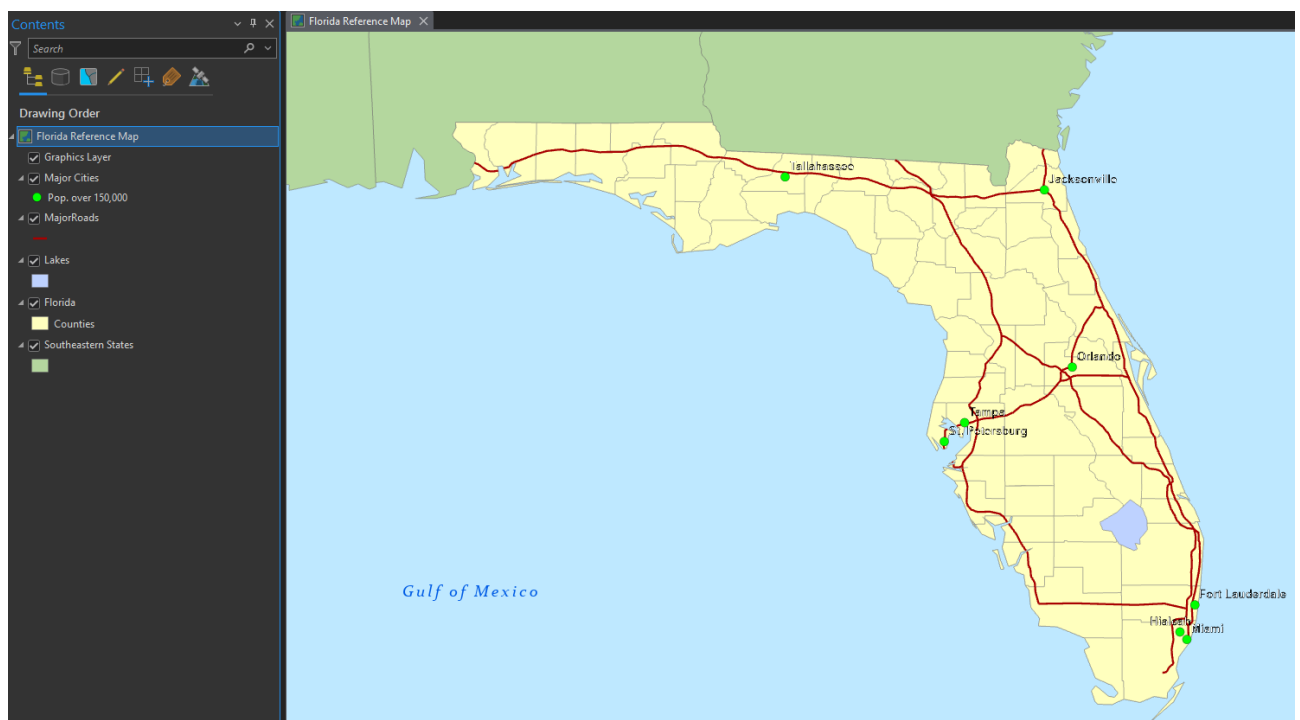 Contents
Florida Reference Map
Search
Drawing Order
Florida Reference Map
Graphics Layer
Major Cities
Pop. over 150,000
MajorRoads
Lakes
Florida
Counties
Southeastern States
Tallahassee
Jacksonville
Orlando
Tampa
St. Petersburg
Gulf of Mexico
Fort Lauderdale
Hialeah
Miami